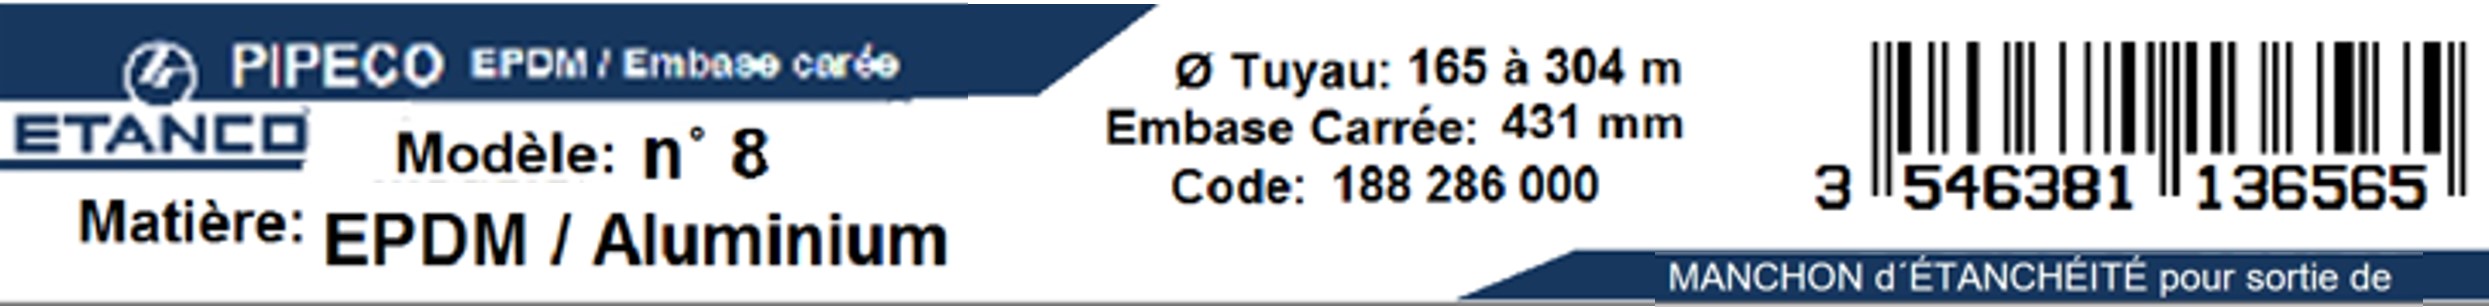 PIPECO EPDM / Embase carée
ETANCO
Modèle: n° 8
Matière: EPDM / Aluminium
Ø Tuyau: 165 à 304 m
Embase Carrée: 431 mm
Code: 188 286 000
3 546381 136565
MANCHON d´ÉTANCHÉITÉ pour sortie de